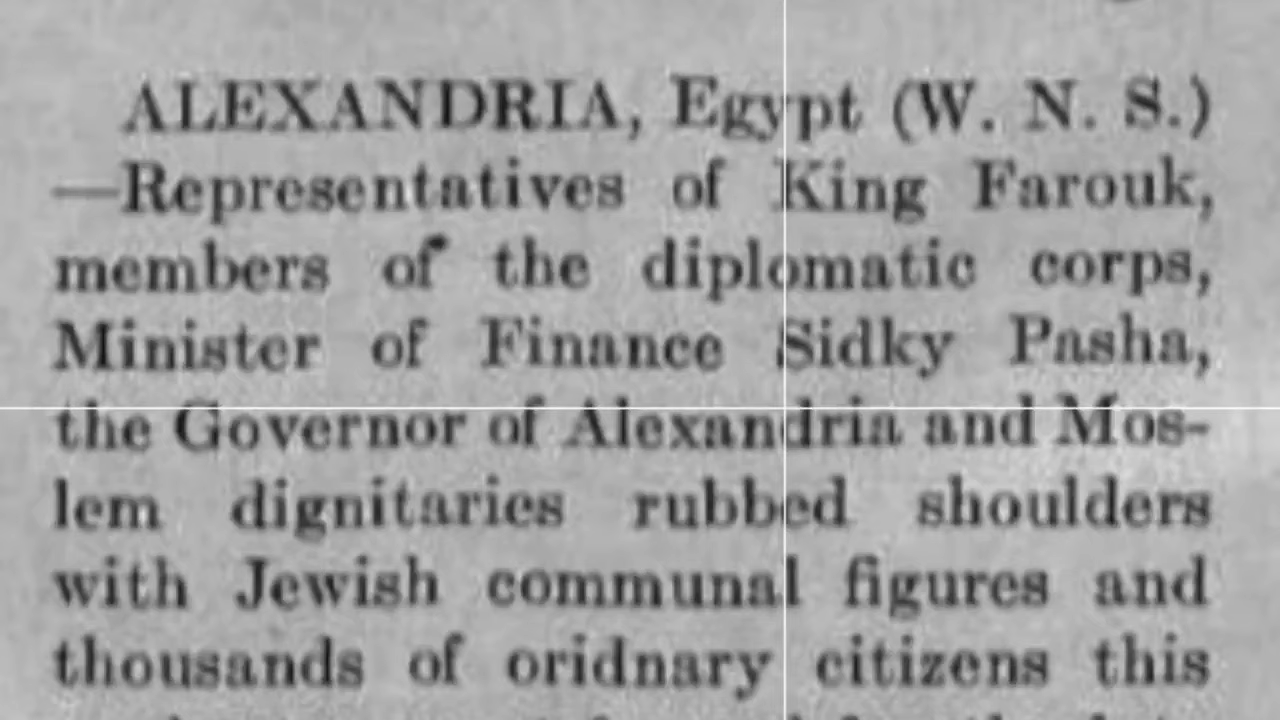 ALEXANDRIA, Egypt (W. N. S.)
—Representatives of King Farouk,
members of the diplomatic corps,
Minister of Finance Sidky Pasha,
the Governor of Alexandria and Mos-
lem dignitaries rubbed shoulders
with Jewish communal figures and
thousands of oridnary citizens this